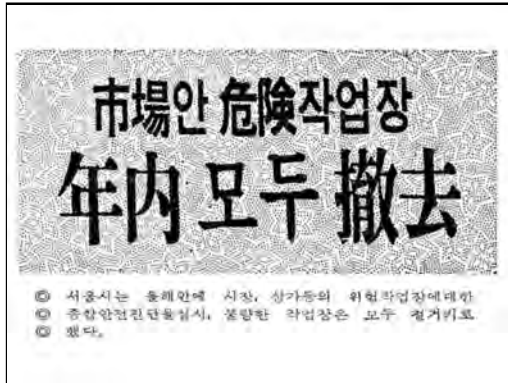 市場안 危険작업장
年内 모두 撤去
◎ 서울시는 올해안에 시장, 상가등의 위험작업장에대한
◎ 종합안전진단을실시, 불량한 작업장은 모두 철거키로
◎ 했다.